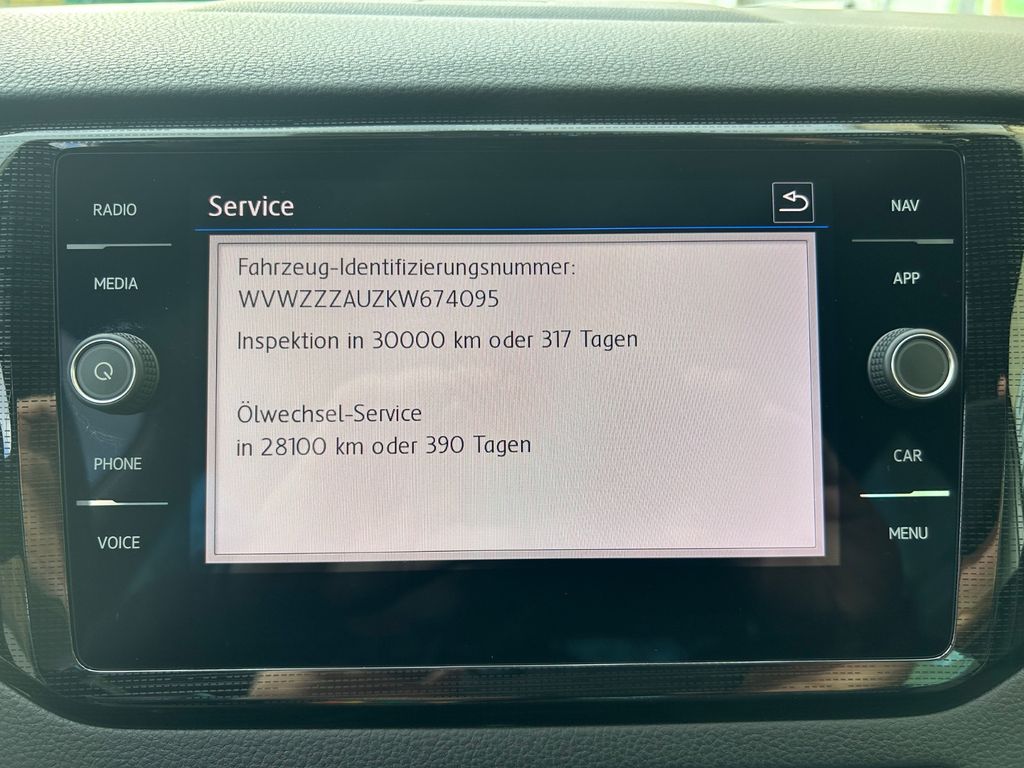 Service
RADIO
NAV
MEDIA
APP
Fahrzeug-Identifizierungsnummer:
WVWZZZAUZKW674095
Inspektion in 30000 km oder 317 Tagen
Ölwechsel-Service
in 28100 km oder 390 Tagen
PHONE
CAR
VOICE
MENU